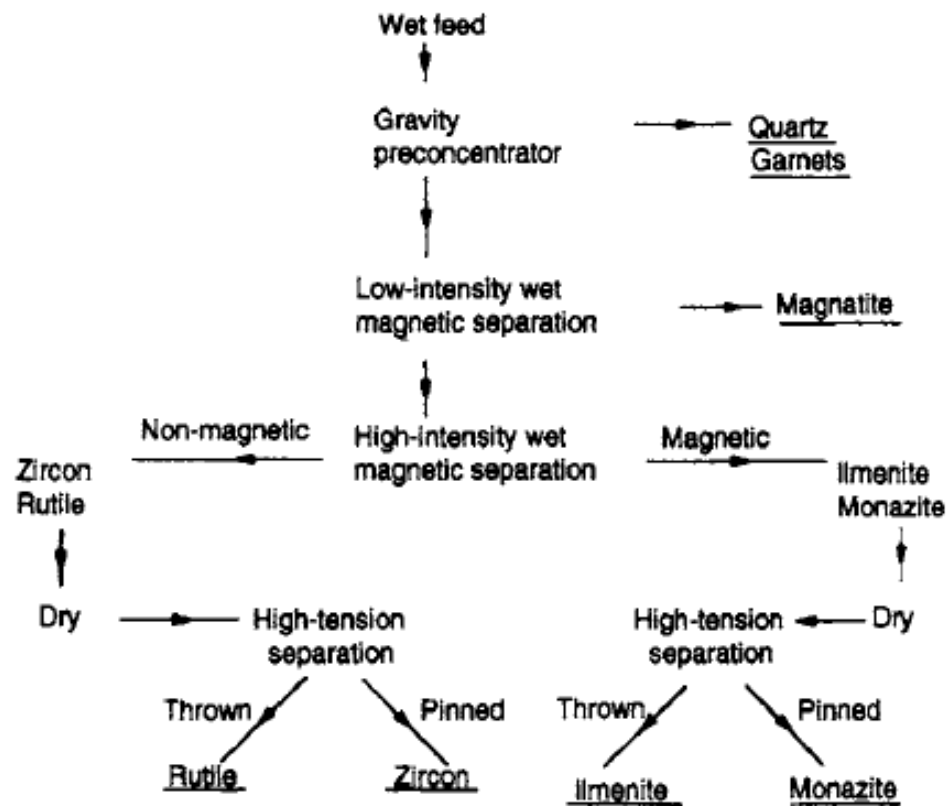 Wet feed
Gravity
preconcentrator
Quartz
Garnets
Low-intensity wet
magnetic separation
Magnatite
Non-magnetic
High-intensity wet
magnetic separation
Magnetic
Zircon
Rutile
Ilmenite
Monazite
Dry
High-tension
separation
High-tension
separation
Dry
Thrown
Pinned
Thrown
Pinned
Rutile
Zircon
Ilmenite
Monazite